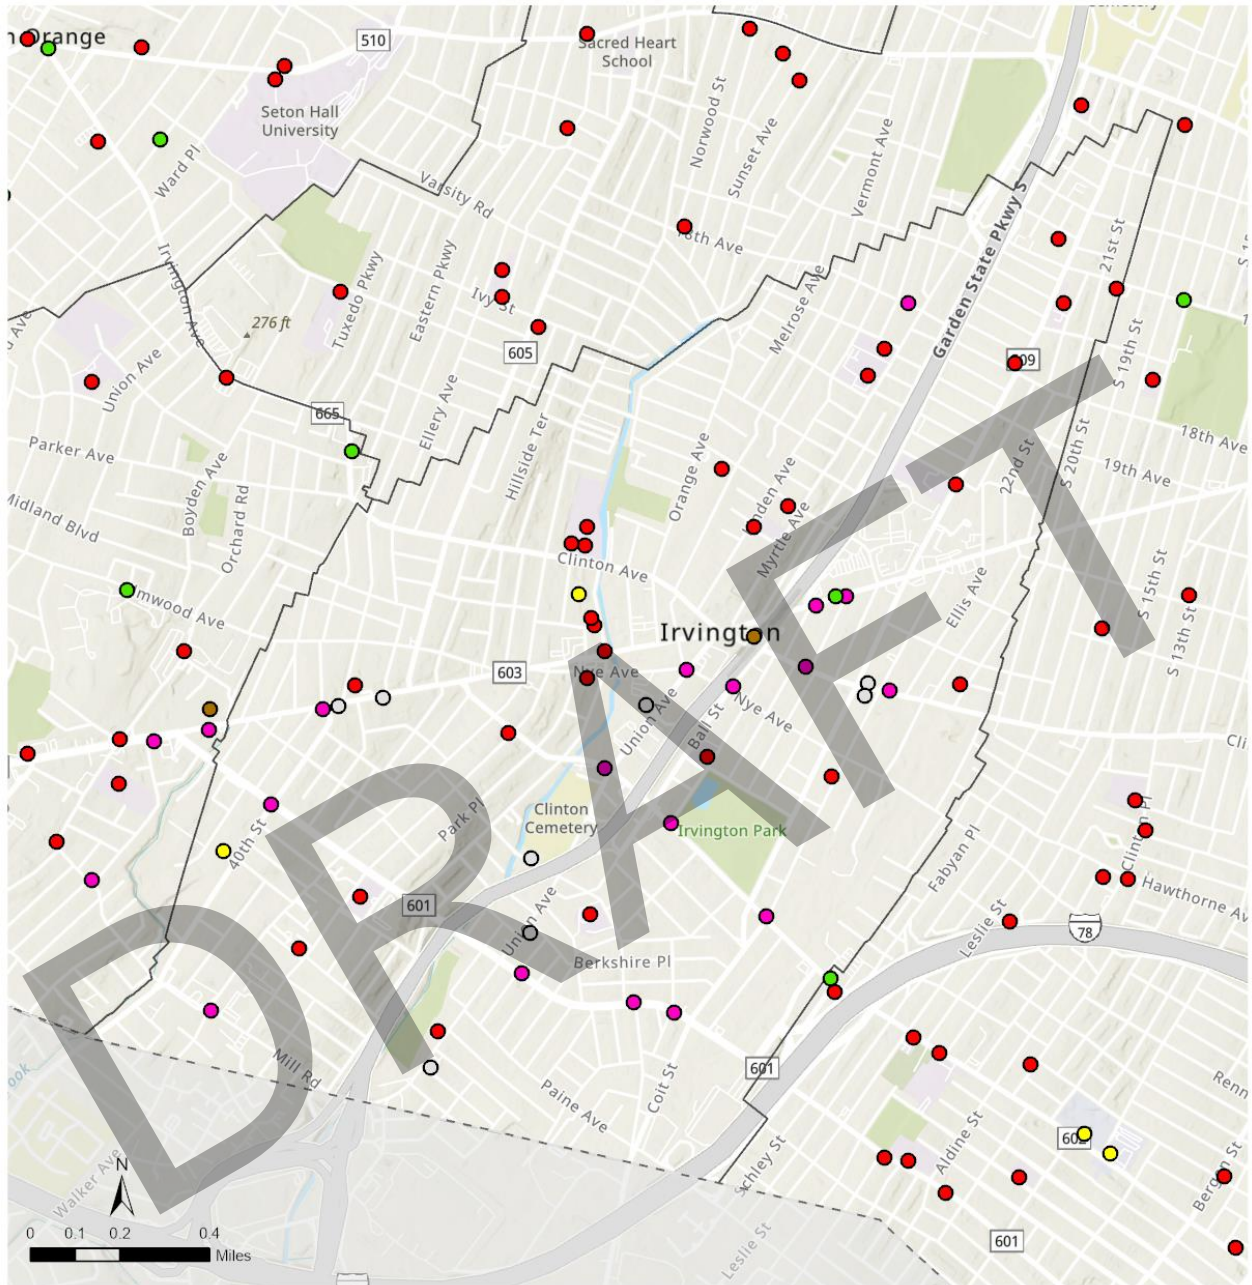 Orange
510
Sacred Heart
School
Seton Hall
University
Ward Pl
Norwood St
Sunset Ave
Vermont Ave
Varsity Rd
18th Ave
Garden State Pkwy S
21st St
Irvington Ave
Tuxedo Pkwy
Eastern Pkwy
Ivy St
276 ft
605
Melrose Ave
S 19th St
Union Ave
665
Ellery Ave
Parker Ave
Hillside Ter
Orange Ave
22nd St
S 20th St
18th Ave
19th Ave
Boyden Ave
Orchard Rd
Midland Blvd
Myrtle Ave
Clinton Ave
Ellis Ave
S 15th St
S 13th St
Irvington
603
Nye Ave
Union Ave
Ball St
Nye Ave
Clinton
Cemetery
Park Pl
Irvington Park
40th St
Fabyan Pl
Clinton Pl
Hawthorne Av
601
Union Ave
Leslie St
78
Berkshire Pl
Mill Rd
601
Paine Ave
Coit St
Renn
602
Aldine St
Schley St
Bergen St
Walker Ave
N
0 0.1 0.2 0.4
Miles
Leslie St
601
DRAFT